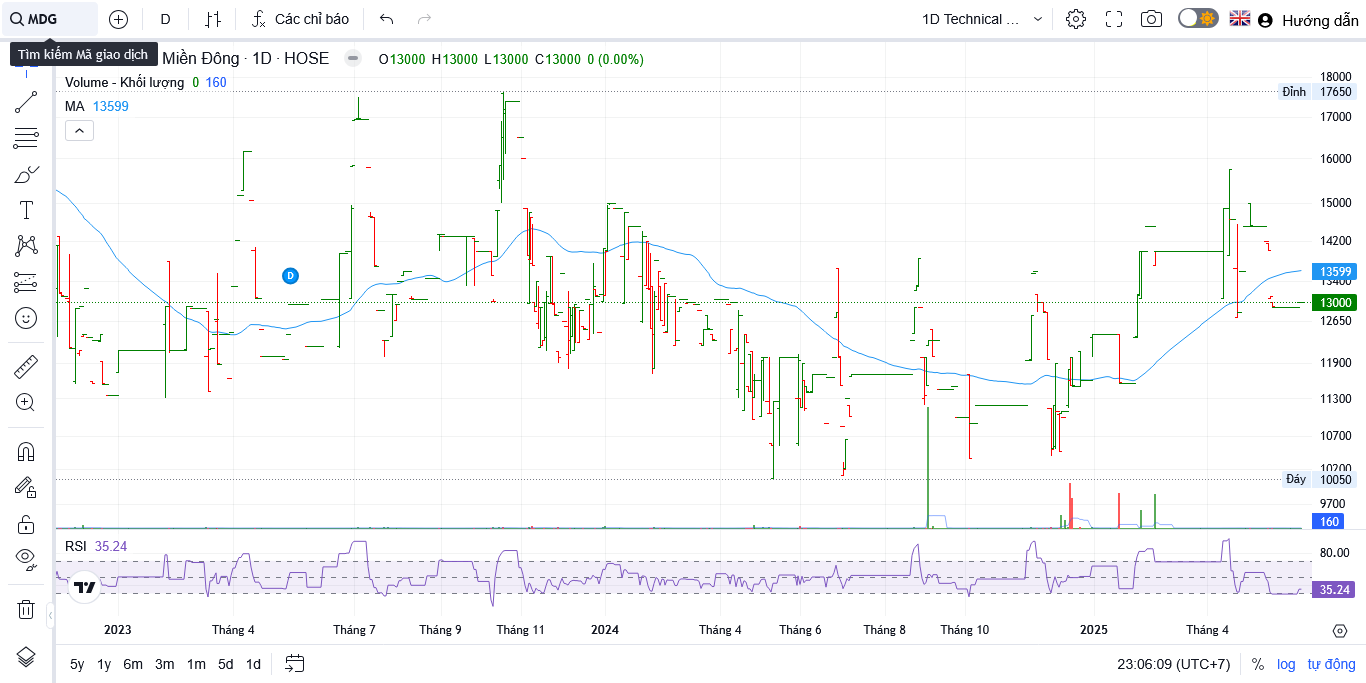 MDG
D
Các chỉ báo
1D Technical ...
Hướng dẫn
Tìm kiếm Mã giao dịch
Miền Đông · 1D · HOSE
O13000 H13000 L13000 C13000 0 (0.00%)
Volume - Khối lượng 0 160
MA 13599
D
18000
Đỉnh 17650
17000
16000
15000
14200
13599
13400
13000
12650
11900
11300
10700
10200
Đáy 10050
9700
160
RSI 35.24
80.00
35.24
2023
Tháng 4
Tháng 7
Tháng 9
Tháng 11
2024
Tháng 4
Tháng 6
Tháng 8
Tháng 10
2025
Tháng 4
5y 1y 6m 3m 1m 5d 1d
23:06:09 (UTC+7)
% log tự động